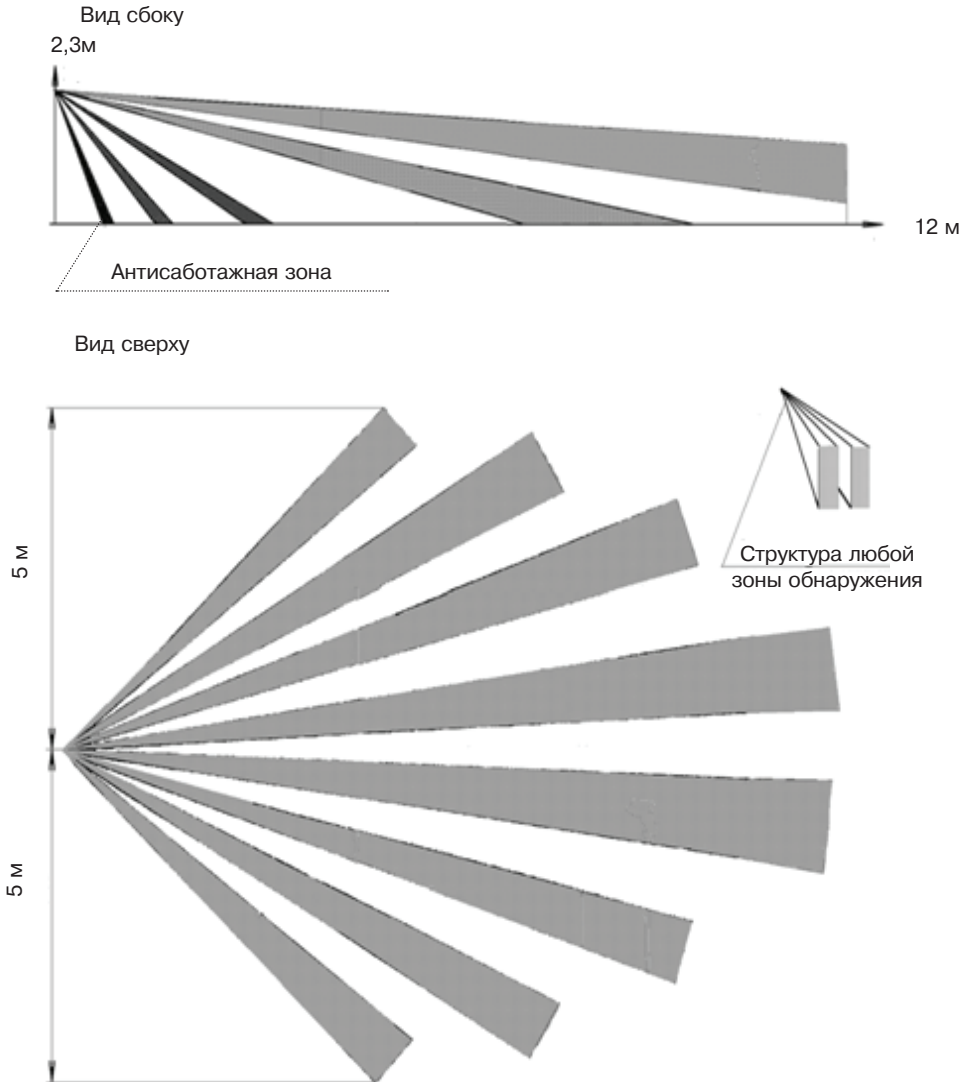 Вид сбоку
2,3м
12 м
Антисаботажная зона
Вид сверху
5 м
Структура любой
зоны обнаружения
5 м